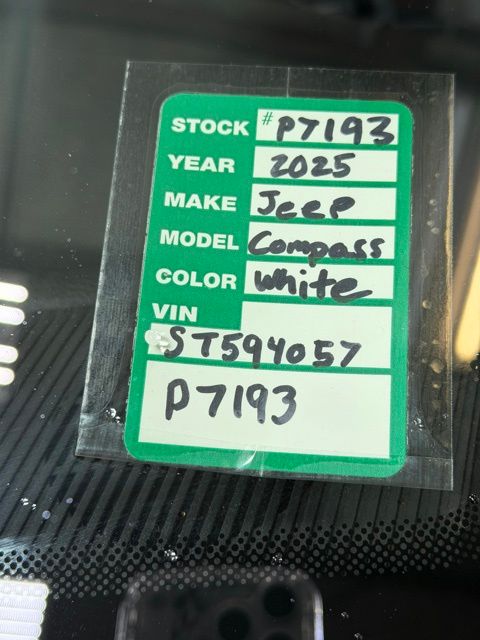 STOCK # P7193
YEAR 2025
MAKE Jeep
MODEL Compass
COLOR White
VIN
ST594057
P7193